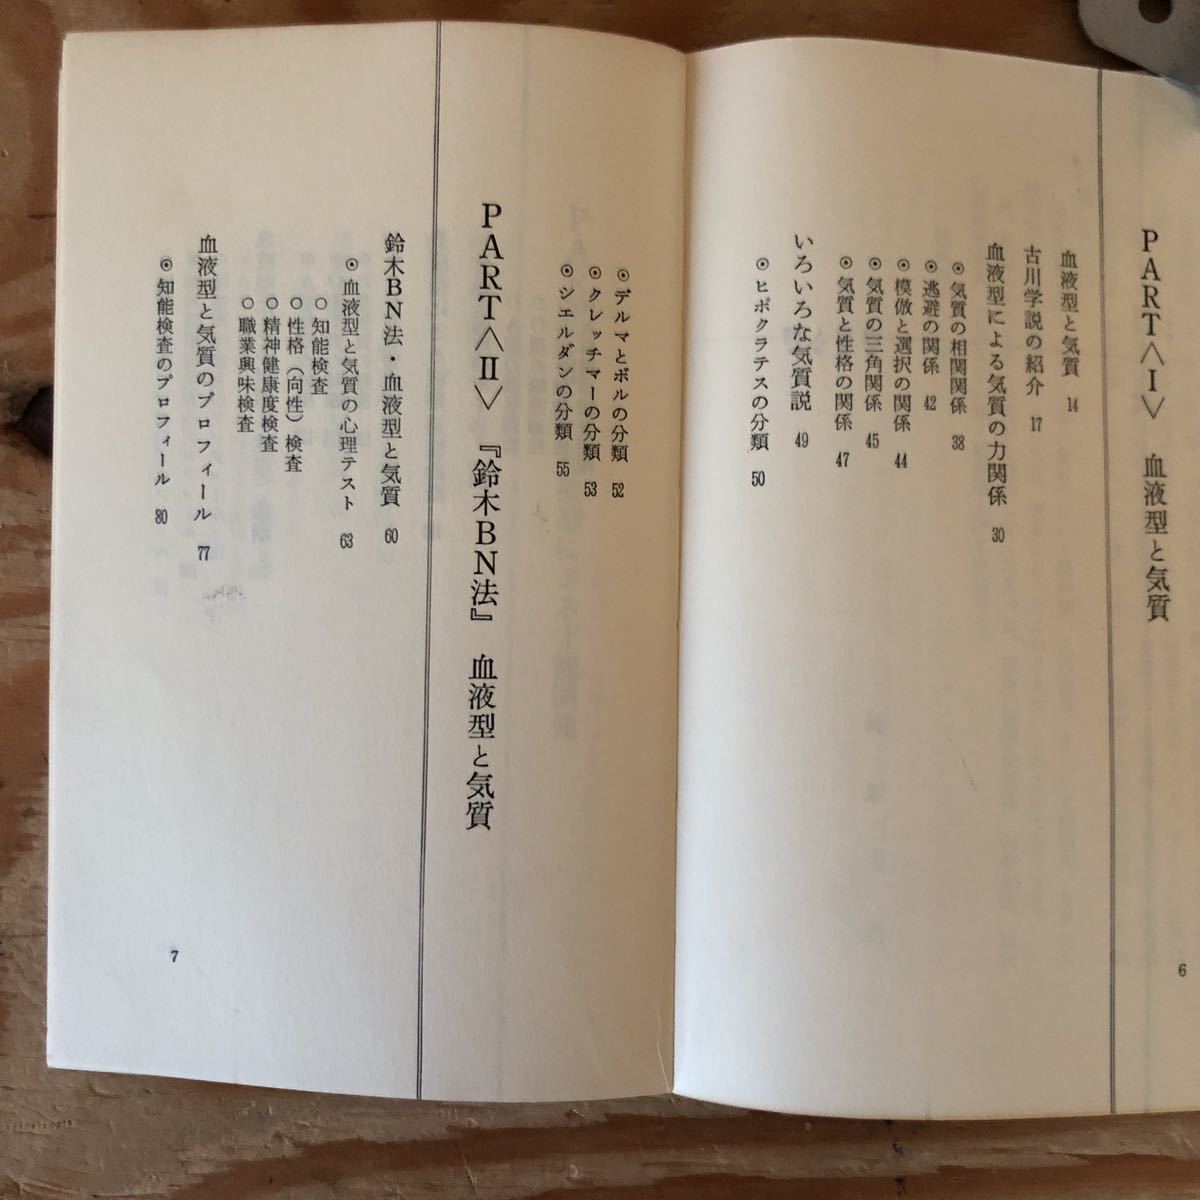 PART〈Ⅰ〉 血液型と気質
血液型と気質 14
古川学説の紹介 17
血液型による気質の力関係 30
⊙気質の相関関係 38
⊙逃避の関係 42
⊙模倣と選択の関係 44
⊙気質の三角関係 45
⊙気質と性格の関係 47
いろいろな気質説 49
⊙ヒポクラテスの分類 50
6
⊙デルマとボルの分類 52
⊙クレッチマーの分類 53
⊙シエルダンの分類 55
PART〈Ⅱ〉 『鈴木BN法』 血液型と気質
鈴木BN法・血液型と気質 60
⊙血液型と気質の心理テスト 63
○知能検査
○性格（向性）検査
○精神健康度検査
○職業興味検査
血液型と気質のプロフィール 77
⊙知能検査のプロフィール 80
7